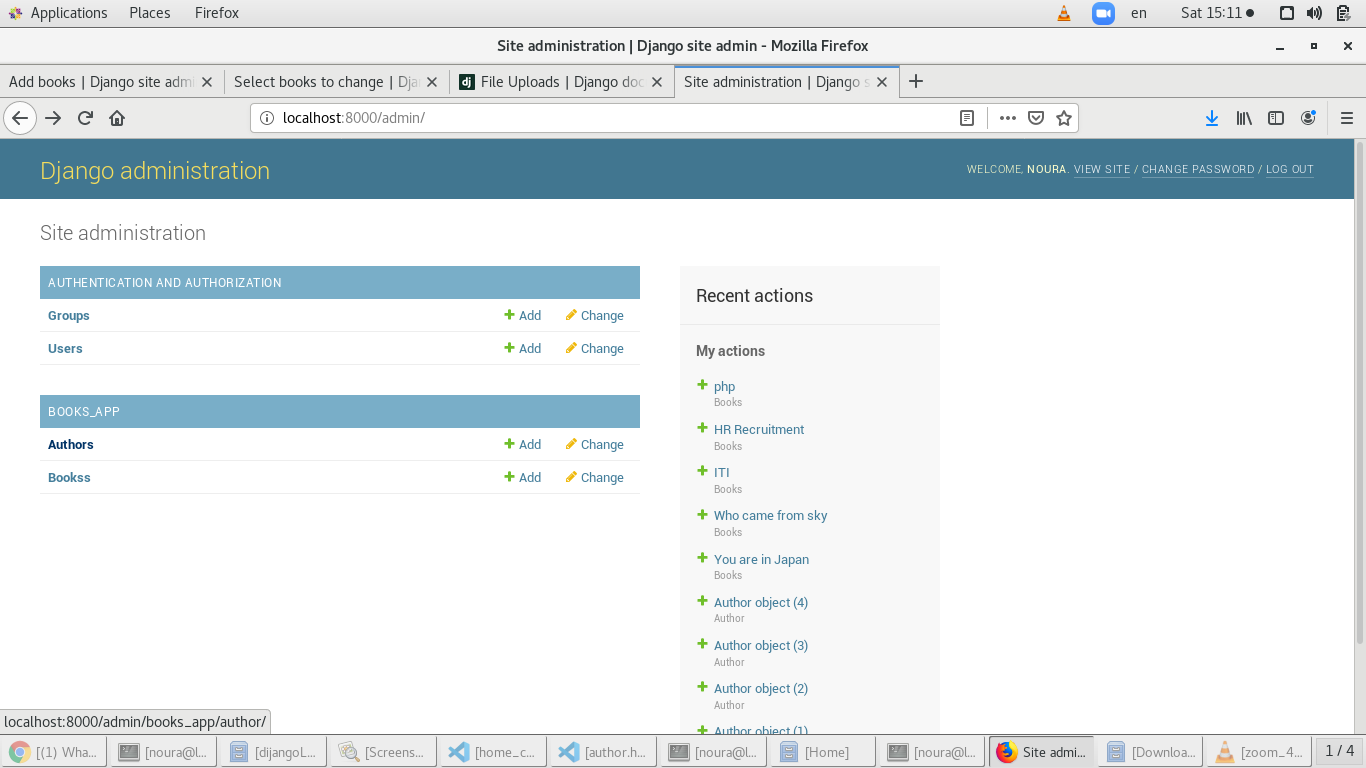 Applications Places Firefox en Sat 15:11
Site administration | Django site admin - Mozilla Firefox
Add books | Django site admi Select books to change | Dja File Uploads | Django doc Site administration | Django s
localhost:8000/admin/
Django administration
WELCOME, NOURA. VIEW SITE / CHANGE PASSWORD / LOG OUT
Site administration
AUTHENTICATION AND AUTHORIZATION
Groups Add Change
Users Add Change
BOOKS_APP
Authors Add Change
Bookss Add Change
Recent actions
My actions
php
Books
HR Recruitment
Books
ITI
Books
Who came from sky
Books
You are in Japan
Books
Author object (4)
Author
Author object (3)
Author
Author object (2)
Author
Author object (1)
localhost:8000/admin/books_app/author/
[(1) Wha... [noura@l... [dijangoL... [Screens... [home_c... [author.h... [noura@l... [Home] [noura@l... Site admi... [Downloa... [zoom_4... 1 / 4